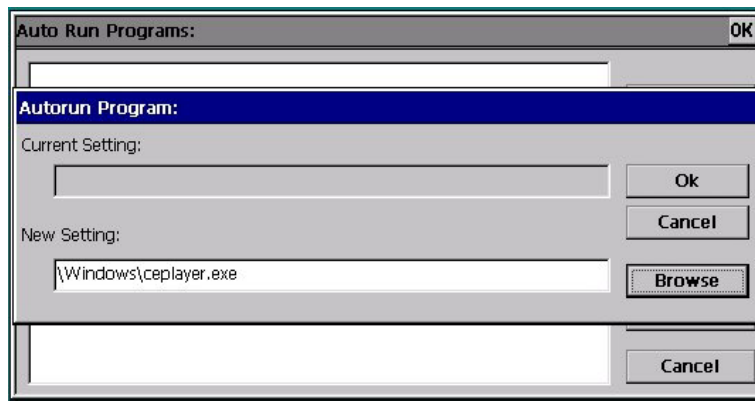 Auto Run Programs:
OK
Autorun Program:
Current Setting:
Ok
Cancel
New Setting:
\Windows\ceplayer.exe
Browse
Cancel